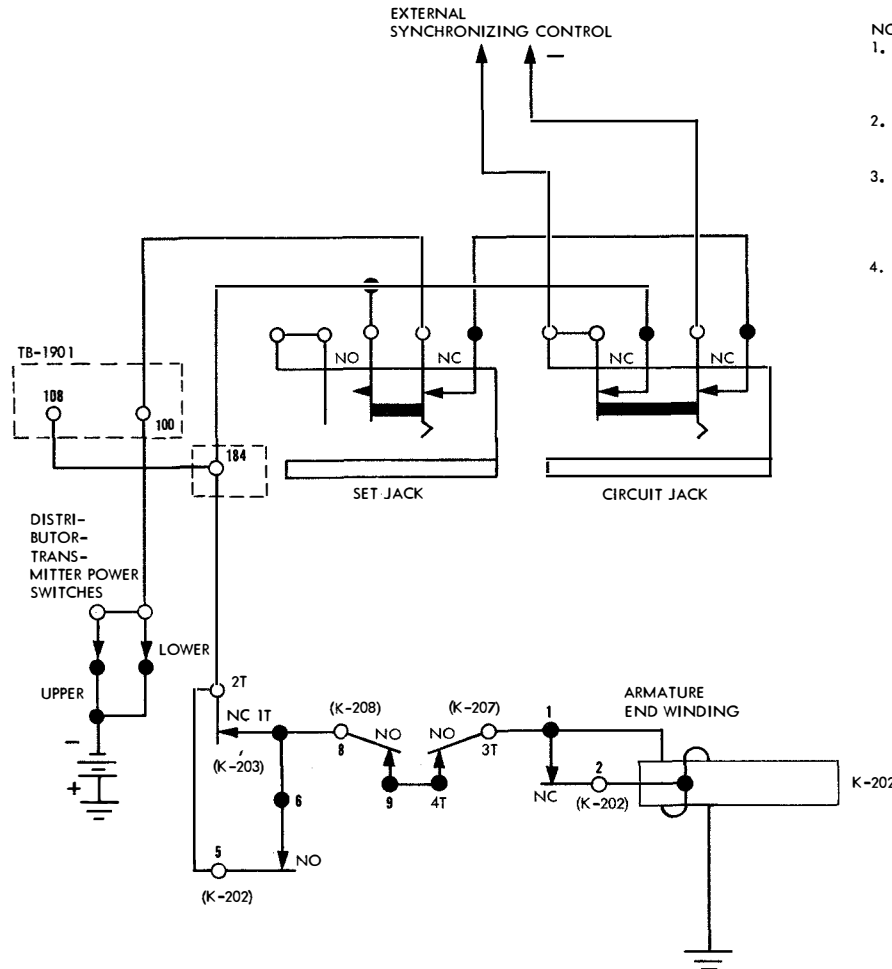 EXTERNAL
SYNCHRONIZING CONTROL
−
NO
1.
2.
3.
4.
TB-1901
108
100
184
NO
NC
NC
NC
SET JACK
CIRCUIT JACK
DISTRI-
BUTOR-
TRANS-
MITTER POWER
SWITCHES
LOWER
UPPER
−
+
2T
NC 1T
(K-203)
(K-208)
8
NO
9
NO
4T
(K-207)
3T
1
NC
2
(K-202)
ARMATURE
END WINDING
K-202
6
5
NO
(K-202)